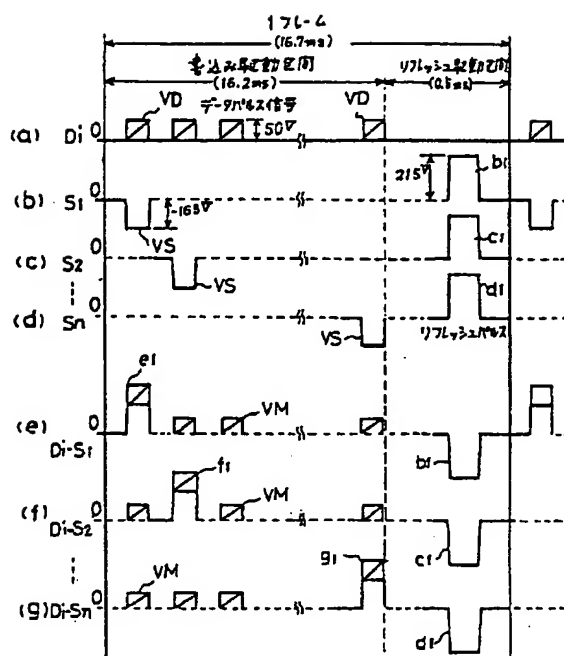 1フレーム
(16.7ms)
書込み駆動区間
(16.2ms)
リフレッシュ駆動区間
(0.5ms)
VD
データパルス信号
VD
(a) Di 0
50V
b1
215V
(b) S1 0
-165V
VS
c1
(c) S2 0
VS
d1
(d) Sn 0
VS
リフレッシュパルス
e1
(e) Di-S1 0
VM
b1
f1
(f) Di-S2 0
VM
c1
g1
VM
(g) Di-Sn 0
d1